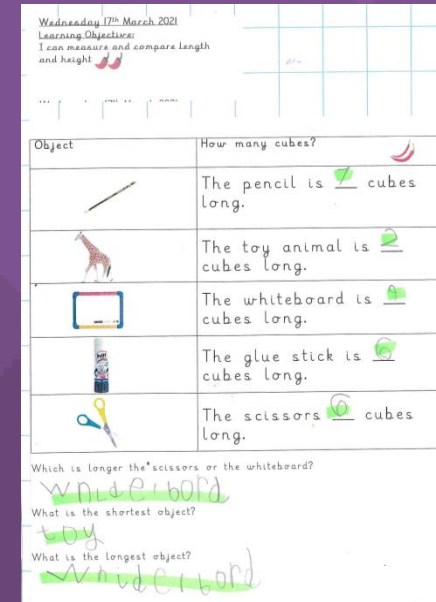 Wednesday 17th March 2021
Learning Objective:
I can measure and compare length
and height
Object
How many cubes?
The pencil is 7 cubes
long.
The toy animal is 2
cubes long.
The whiteboard is
cubes long.
The glue stick is 6
cubes long.
The scissors 6 cubes
long.
Which is longer the scissors or the whiteboard?
What is the shortest object?
toy
What is the longest object?